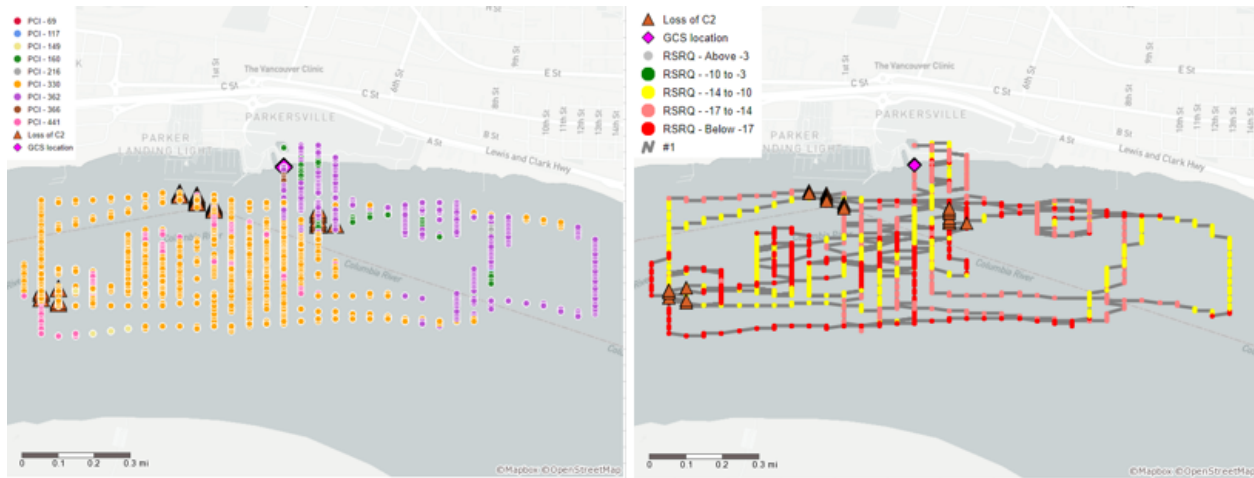 PCI - 69
PCI - 117
PCI - 149
PCI - 160
PCI - 216
PCI - 330
PCI - 362
PCI - 366
PCI - 441
Loss of C2
GCS location
1st St
The Vancouver Clinic
C St
4th St
9th St
E St
8th St
PARKERSVILLE
PARKER
LANDING LIGHT
A St
B St
10th St
11th St
12th St
13th St
14th St
Lewis and Clark Hwy
Columbia River
0 0.1 0.2 0.3 mi
©Mapbox ©OpenStreetMap
Loss of C2
GCS location
RSRQ - Above -3
RSRQ - -10 to -3
RSRQ - -14 to -10
RSRQ - -17 to -14
RSRQ - Below -17
#1
1st St
The Vancouver Clinic
C St
4th St
9th St
E St
8th St
PARKERSVILLE
PARKER
LANDING LIGHT
A St
B St
10th St
11th St
12th St
13th St
14th St
Lewis and Clark Hwy
Columbia River
0 0.1 0.2 0.3 mi
©Mapbox ©OpenStreetMap